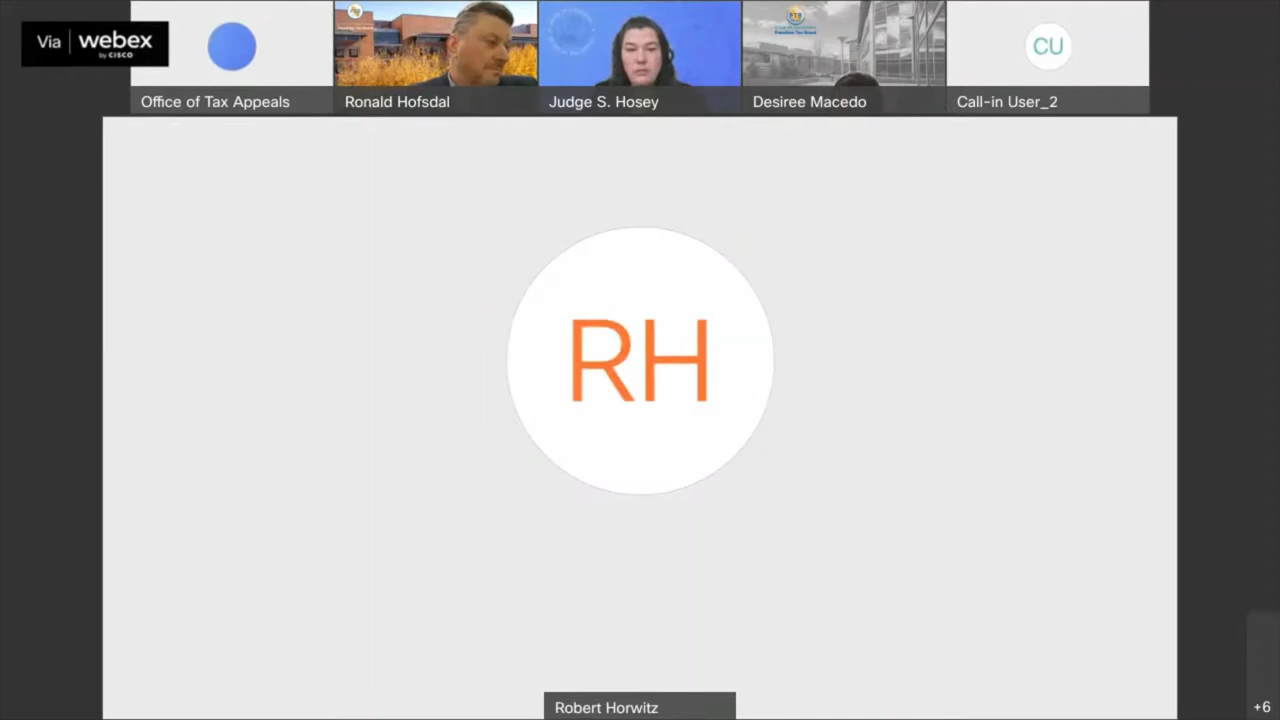 Via webex
by CISCO
Office of Tax Appeals
Ronald Hofsdal
Judge S. Hosey
FTB
Desiree Macedo
CU
Call-in User_2
RH
Robert Horwitz
+6